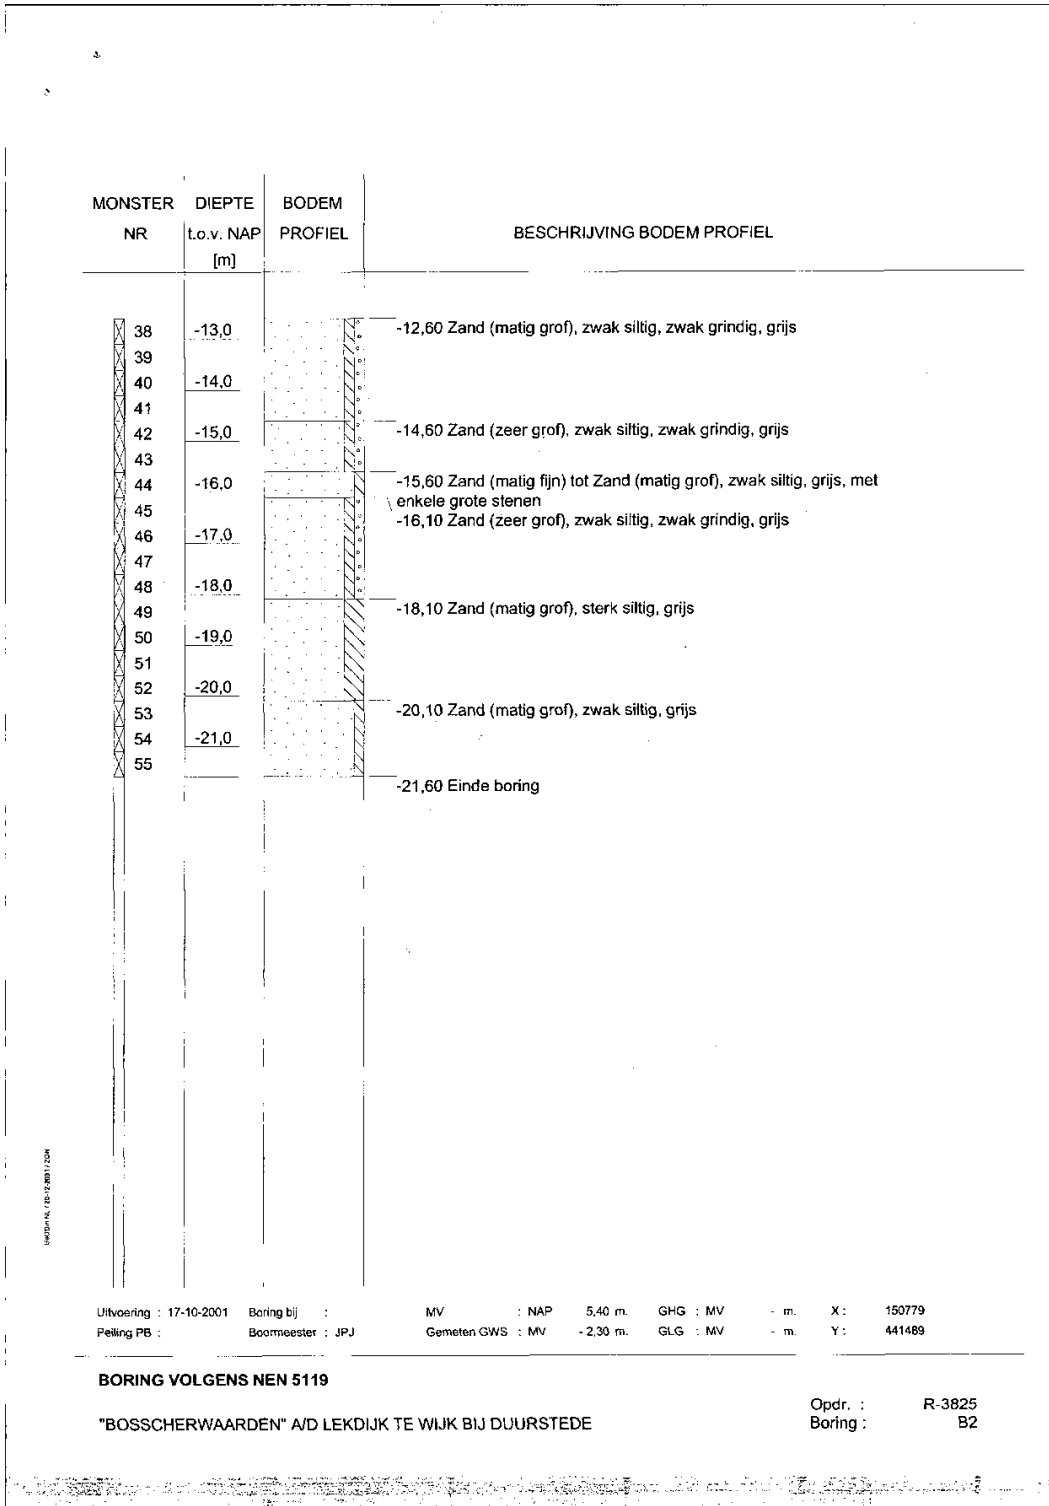 MONSTER DIEPTE BODEM
NR t.o.v. NAP PROFIEL BESCHRIJVING BODEM PROFIEL
[m]
38 -13,0 -12,60 Zand (matig grof), zwak siltig, zwak grindig, grijs
39
40 -14,0
41
42 -15,0 -14,60 Zand (zeer grof), zwak siltig, zwak grindig, grijs
43
44 -16,0 -15,60 Zand (matig fijn) tot Zand (matig grof), zwak siltig, grijs, met
enkele grote stenen
45 -16,10 Zand (zeer grof), zwak siltig, zwak grindig, grijs
46 -17,0
47
48 -18,0
49 -18,10 Zand (matig grof), sterk siltig, grijs
50 -19,0
51
52 -20,0
53 -20,10 Zand (matig grof), zwak siltig, grijs
54 -21,0
55
-21,60 Einde boring
Uitvoering : 17-10-2001 Boring bij : MV : NAP 5,40 m. GHG : MV - m. X : 150779
Peiling PB : Boormeester : JPJ Gemeten GWS : MV - 2,30 m. GLG : MV - m. Y : 441489
BORING VOLGENS NEN 5119
"BOSSCHERWAARDEN" A/D LEKDIJK TE WIJK BIJ DUURSTEDE
Opdr. : R-3825
Boring : B2